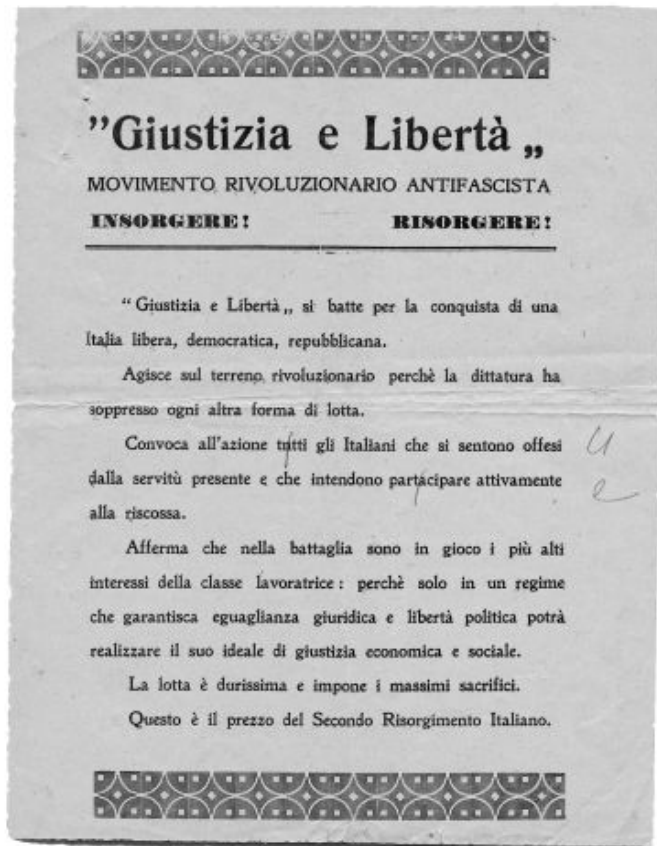 "Giustizia e Libertà „
MOVIMENTO RIVOLUZIONARIO ANTIFASCISTA
INSORGERE! RISORGERE!
“ Giustizia e Libertà „ si batte per la conquista di una
Italia libera, democratica, repubblicana.
Agisce sul terreno rivoluzionario perchè la dittatura ha
soppresso ogni altra forma di lotta.
Convoca all'azione tutti gli Italiani che si sentono offesi u
dalla servitù presente e che intendono partacipare attivamente e
alla riscossa.
Afferma che nella battaglia sono in gioco i più alti
interessi della classe lavoratrice : perchè solo in un regime
che garantisca eguaglianza giuridica e libertà politica potrà
realizzare il suo ideale di giustizia economica e sociale.
La lotta è durissima e impone i massimi sacrifici.
Questo è il prezzo del Secondo Risorgimento Italiano.